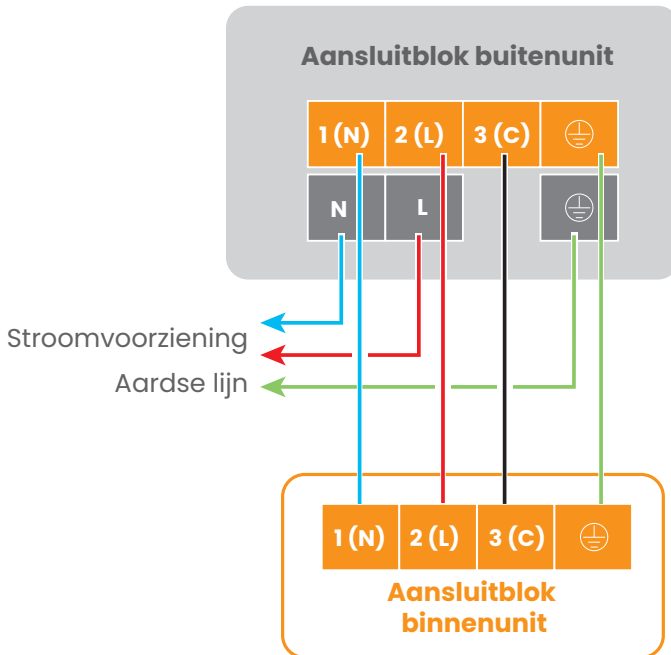 Aansluitblok buitenunit
1 (N) 2 (L) 3 (C)
N L
Stroomvoorziening
Aardse lijn
1 (N) 2 (L) 3 (C)
Aansluitblok
binnenunit